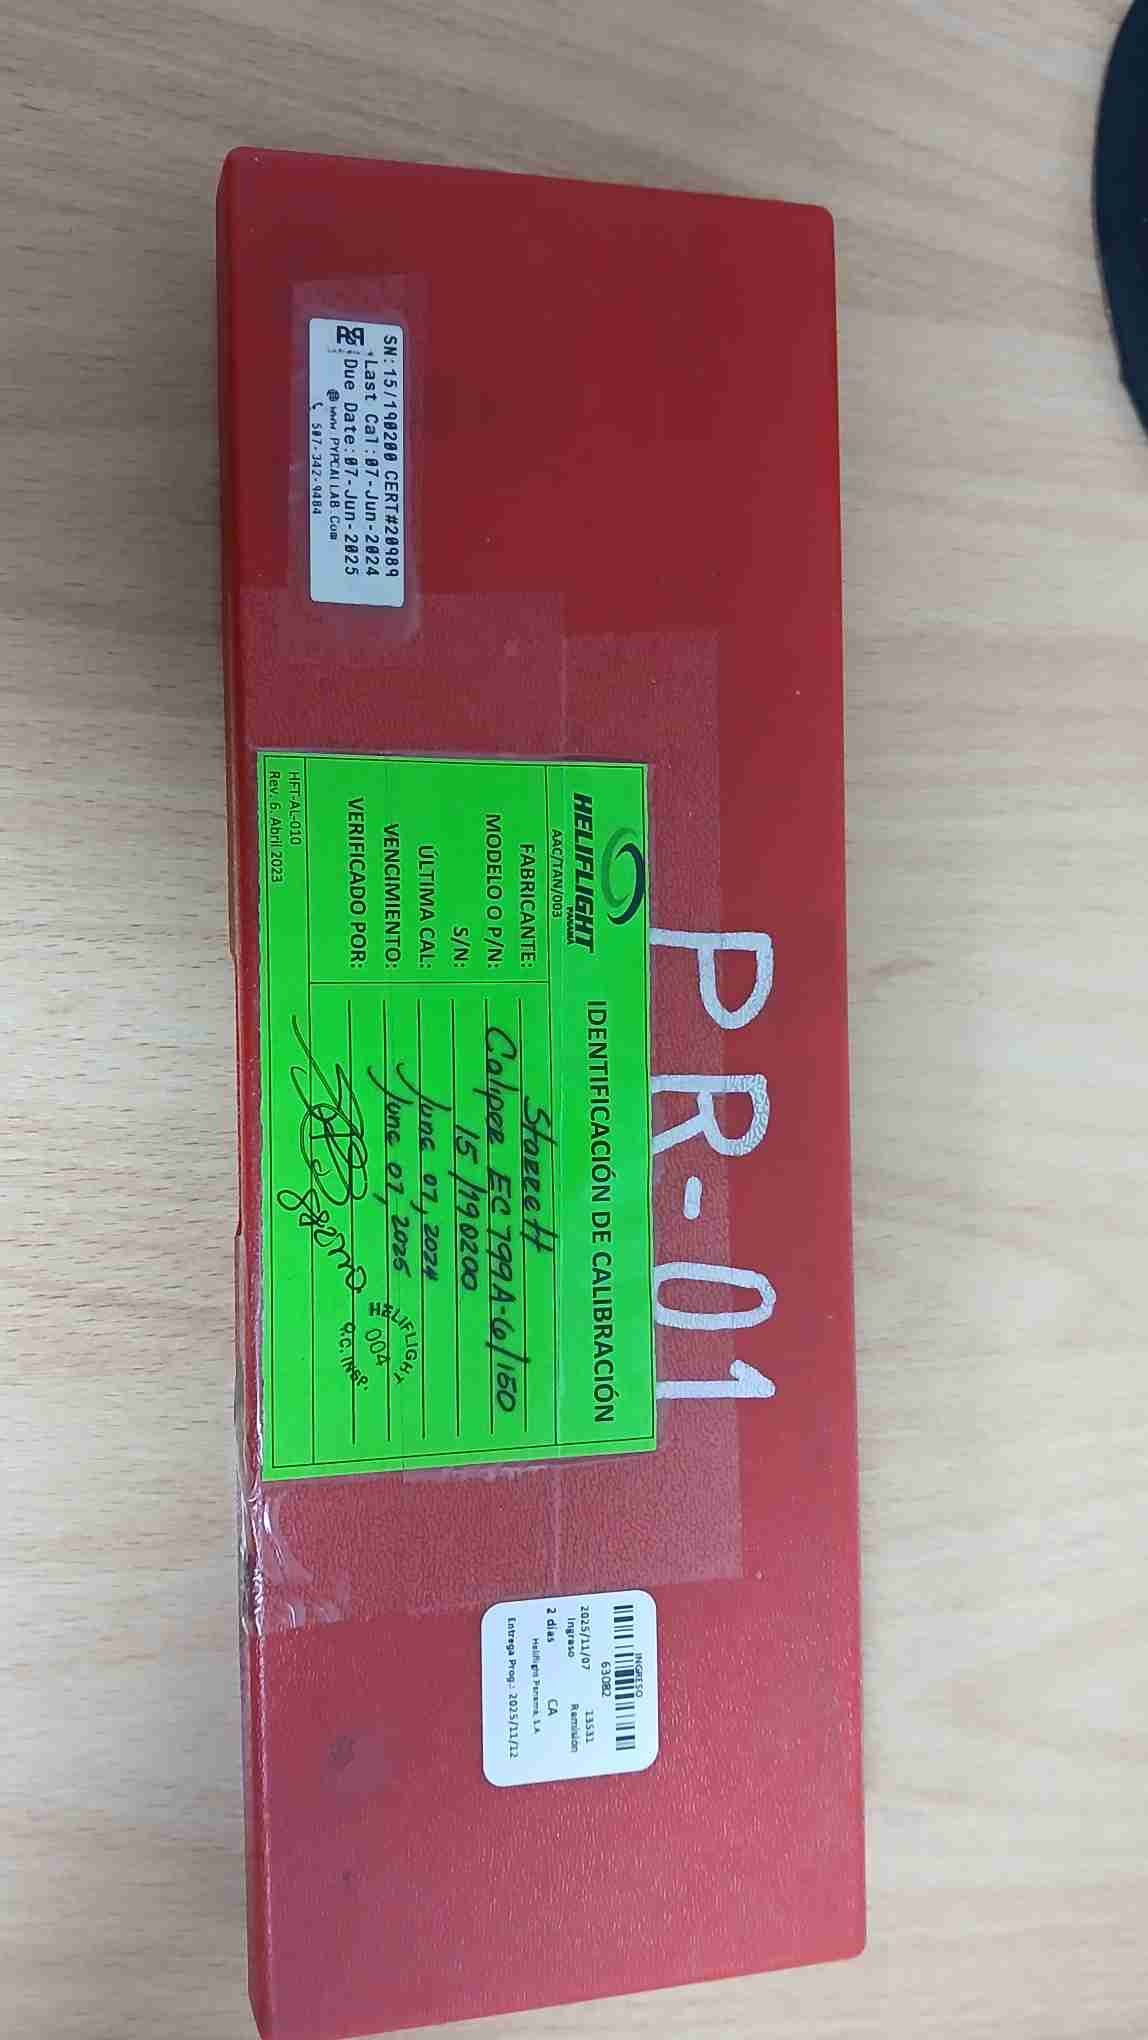 SN:15/190200 CERT#20989
Last Cal:07-Jun-2024
Due Date:07-Jun-2025
www.PYPCALLAB.Com
507-342-9484
PR-01
HELIFLIGHT
PANAMÁ
AAC/TAN/003
IDENTIFICACIÓN DE CALIBRACIÓN
FABRICANTE: Starrett
MODELO O P/N: Caliper EC799A-6/150
S/N: 15/190200
ÚLTIMA CAL: June 07, 2024
VENCIMIENTO: June 07, 2025
VERIFICADO POR:
HELIFLIGHT
004
Q.C. INSP.
HFT-AL-010
Rev. 6. Abril 2023
INGRESO
63082
2025/11/07 13531
Ingreso Remision
2 dias CA
Heliflight Panama, S.A
Entrega Prog.: 2025/11/12